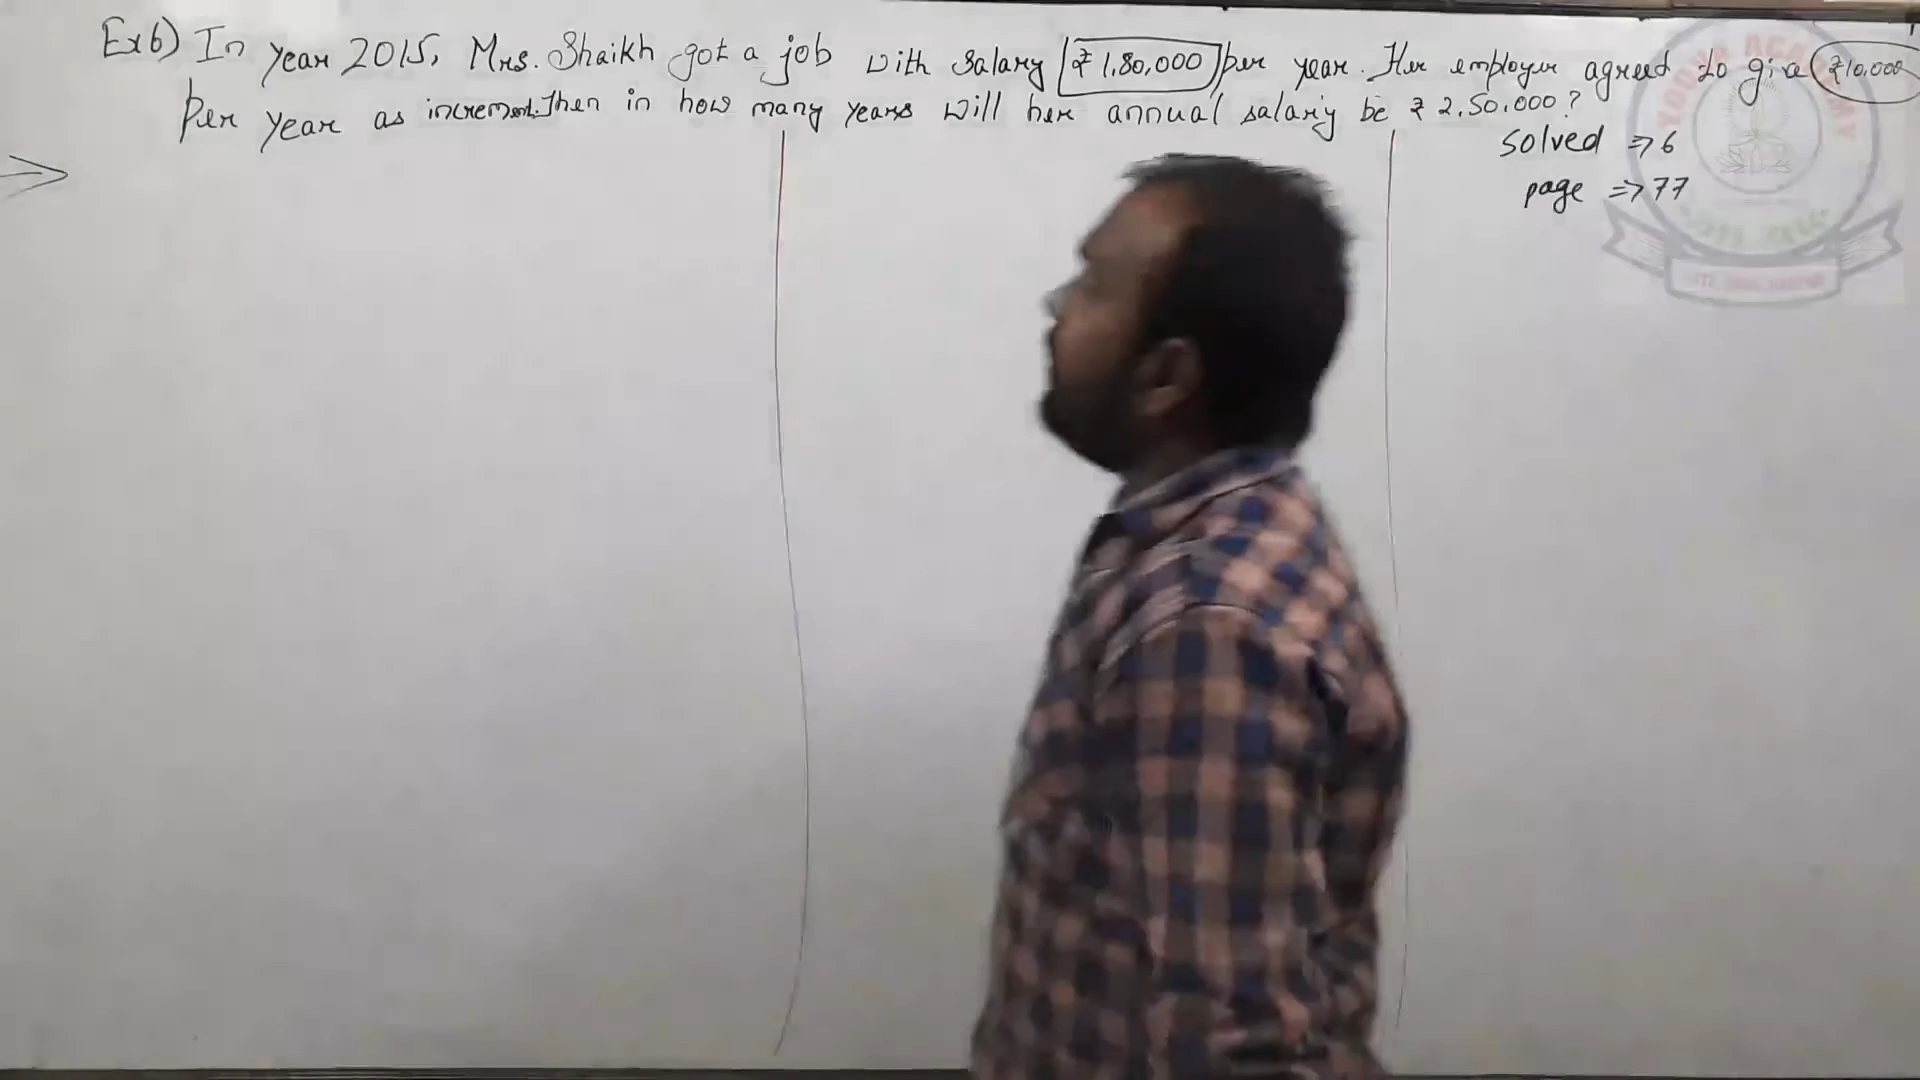 Ex 6) In year 2015, Mrs. Shaikh got a job with salary ₹ 1,80,000 per year. Her employer agreed to give ₹10,000
Per year as increment. Then in how many years will her annual salary be ₹ 2,50,000 ?
solved ⇒ 6
page ⇒ 77